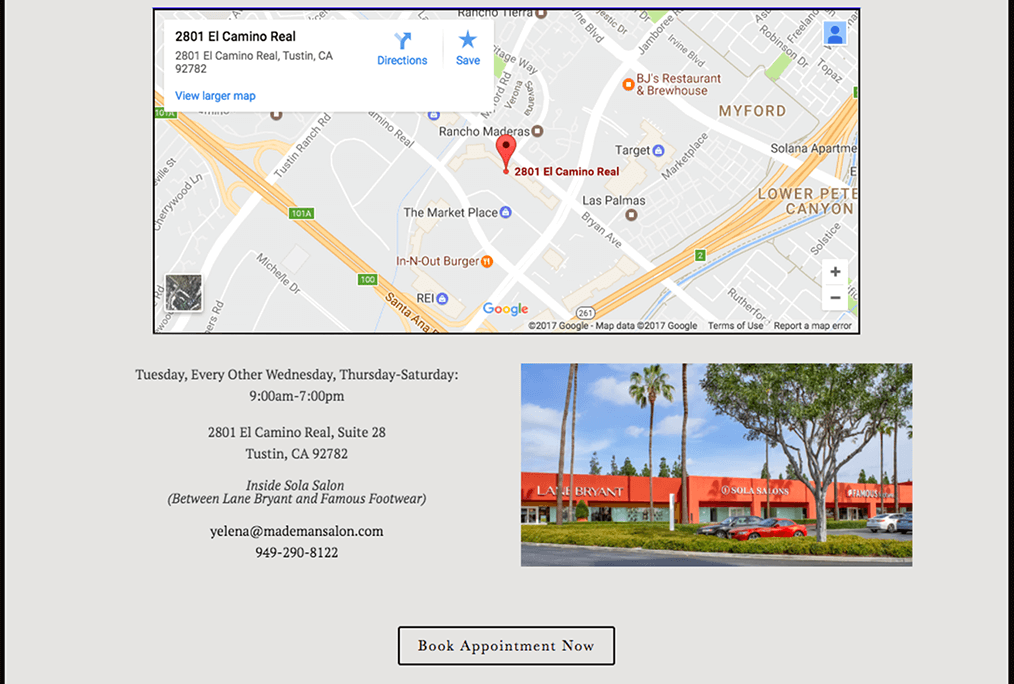 Rancho Tierra
2801 El Camino Real
2801 El Camino Real, Tustin, CA
92782
Directions
Save
View larger map
Irvine Blvd
Jamboree Rd
Robinson Dr
Topaz
BJ's Restaurant
& Brewhouse
MYFORD
101A
Tustin Ranch Rd
Camino Real
Rancho Maderas
Target
Marketplace
Solana Apartme
2801 El Camino Real
Cherrywood Ln
101A
Las Palmas
LOWER PETE
CANYON
The Market Place
Bryan Ave
Solstice
In-N-Out Burger
2
Michelle Dr
100
REI
Santa Ana
Google
261
©2017 Google - Map data ©2017 Google
Terms of Use
Report a map error
Tuesday, Every Other Wednesday, Thursday-Saturday:
9:00am-7:00pm
2801 El Camino Real, Suite 28
Tustin, CA 92782
Inside Sola Salon
(Between Lane Bryant and Famous Footwear)
yelena@mademansalon.com
949-290-8122
LANE BRYANT
SOLA SALONS
FAMOUS
Book Appointment Now